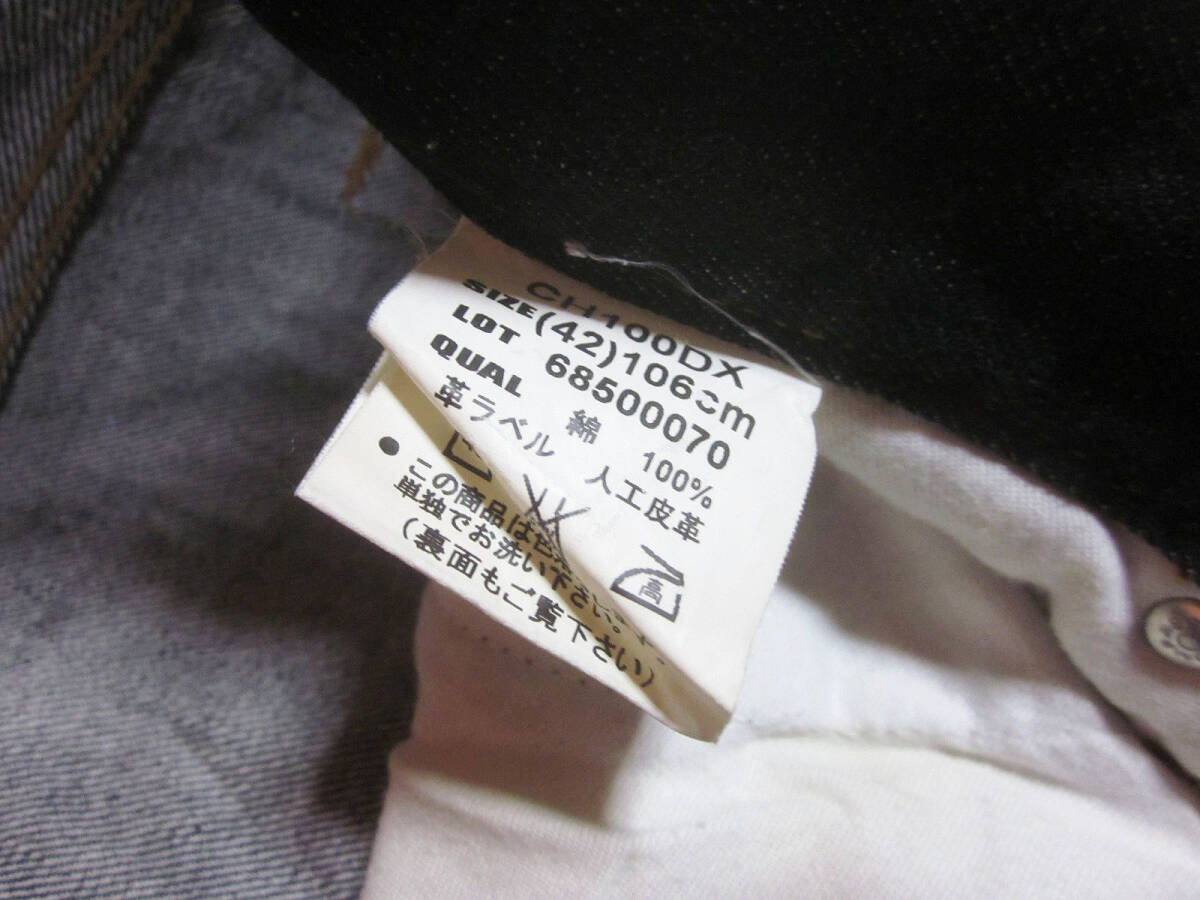 CH100DX
SIZE (42)106cm
LOT 68500070
QUAL 綿 100%
革ラベル 人工皮革
高
●この商品は色
単独でお洗い下さい。
(裏面もご覧下さい)